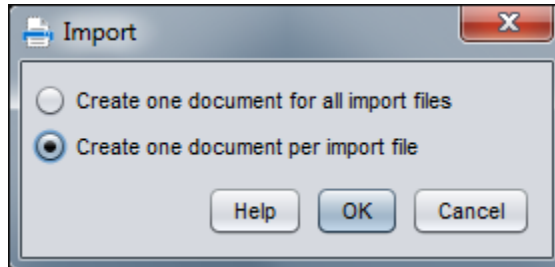 Import
Create one document for all import files
Create one document per import file
Help OK Cancel